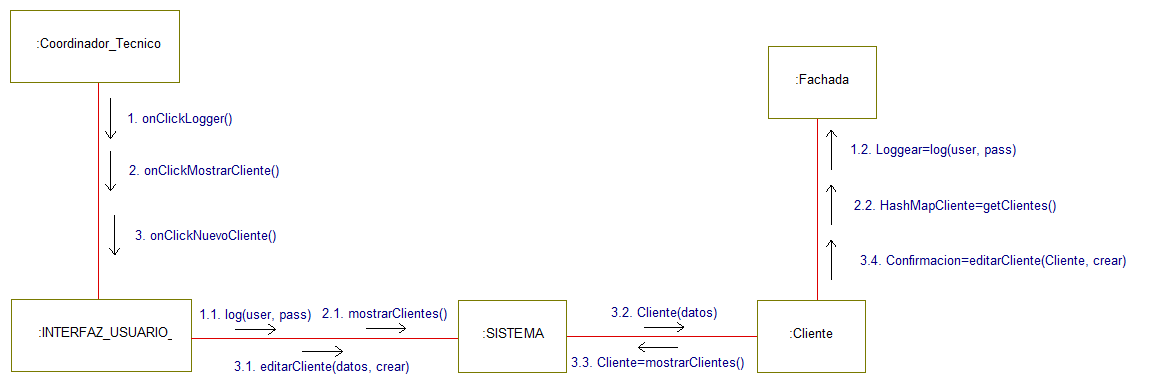 :Coordinador_Tecnico
:Fachada
1. onClickLogger()
2. onClickMostrarCliente()
3. onClickNuevoCliente()
1.2. Loggear=log(user, pass)
2.2. HashMapCliente=getClientes()
3.4. Confirmacion=editarCliente(Cliente, crear)
:INTERFAZ_USUARIO_
1.1. log(user, pass)
2.1. mostrarClientes()
3.1. editarCliente(datos, crear)
:SISTEMA
3.2. Cliente(datos)
3.3. Cliente=mostrarClientes()
:Cliente